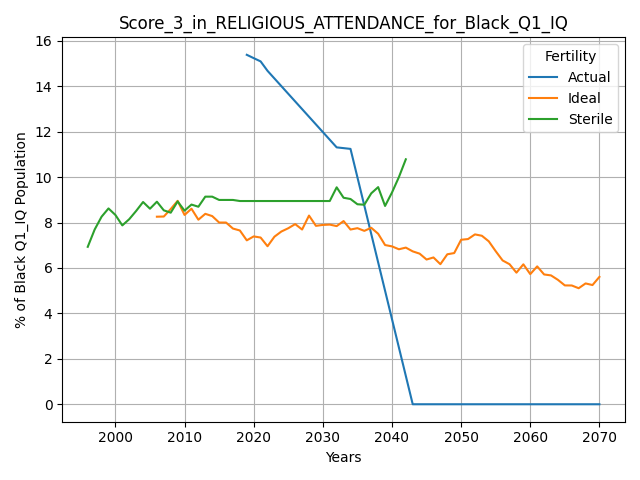 Score_3_in_RELIGIOUS_ATTENDANCE_for_Black_Q1_IQ
% of Black Q1_IQ Population
16
14
12
10
8
6
4
2
0
Fertility
Actual
Ideal
Sterile
2000 2010 2020 2030 2040 2050 2060 2070
Years